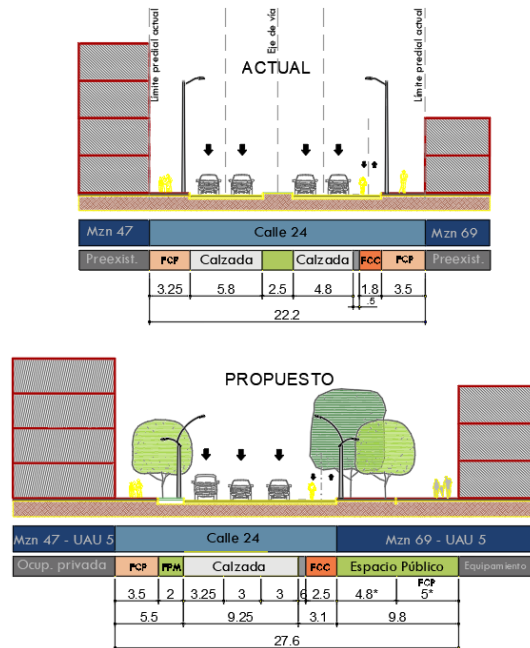 Límite predial actual
Eje de vía
Límite predial actual
ACTUAL
Mzn 47 Calle 24 Mzn 69
Preexist. FCP Calzada Calzada FCC FCP Preexist.
3.25 5.8 2.5 4.8 1.8 3.5
.5
22.2
PROPUESTO
Mzn 47 - UAU 5 Calle 24 Mzn 69 - UAU 5
Ocup. privada FCP FPM Calzada FCC Espacio Público Equipamiento
3.5 2 3.25 3 3 6 2.5 4.8* FCP 5*
5.5 9.25 3.1 9.8
27.6